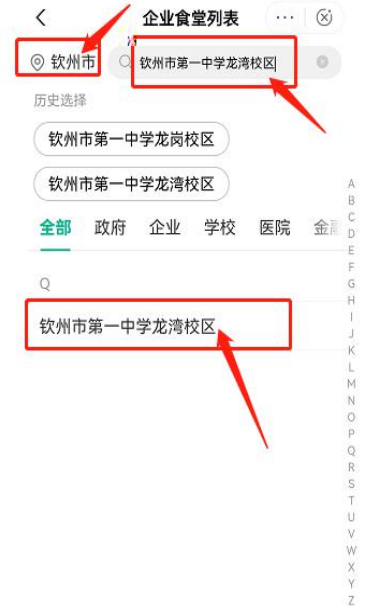 企业食堂列表
钦州市 钦州市第一中学龙湾校区
历史选择
钦州市第一中学龙岗校区
钦州市第一中学龙湾校区
全部 政府 企业 学校 医院 金
Q
钦州市第一中学龙湾校区
A
B
C
D
E
F
G
H
I
J
K
L
M
N
O
P
Q
R
S
T
U
V
W
X
Y
Z